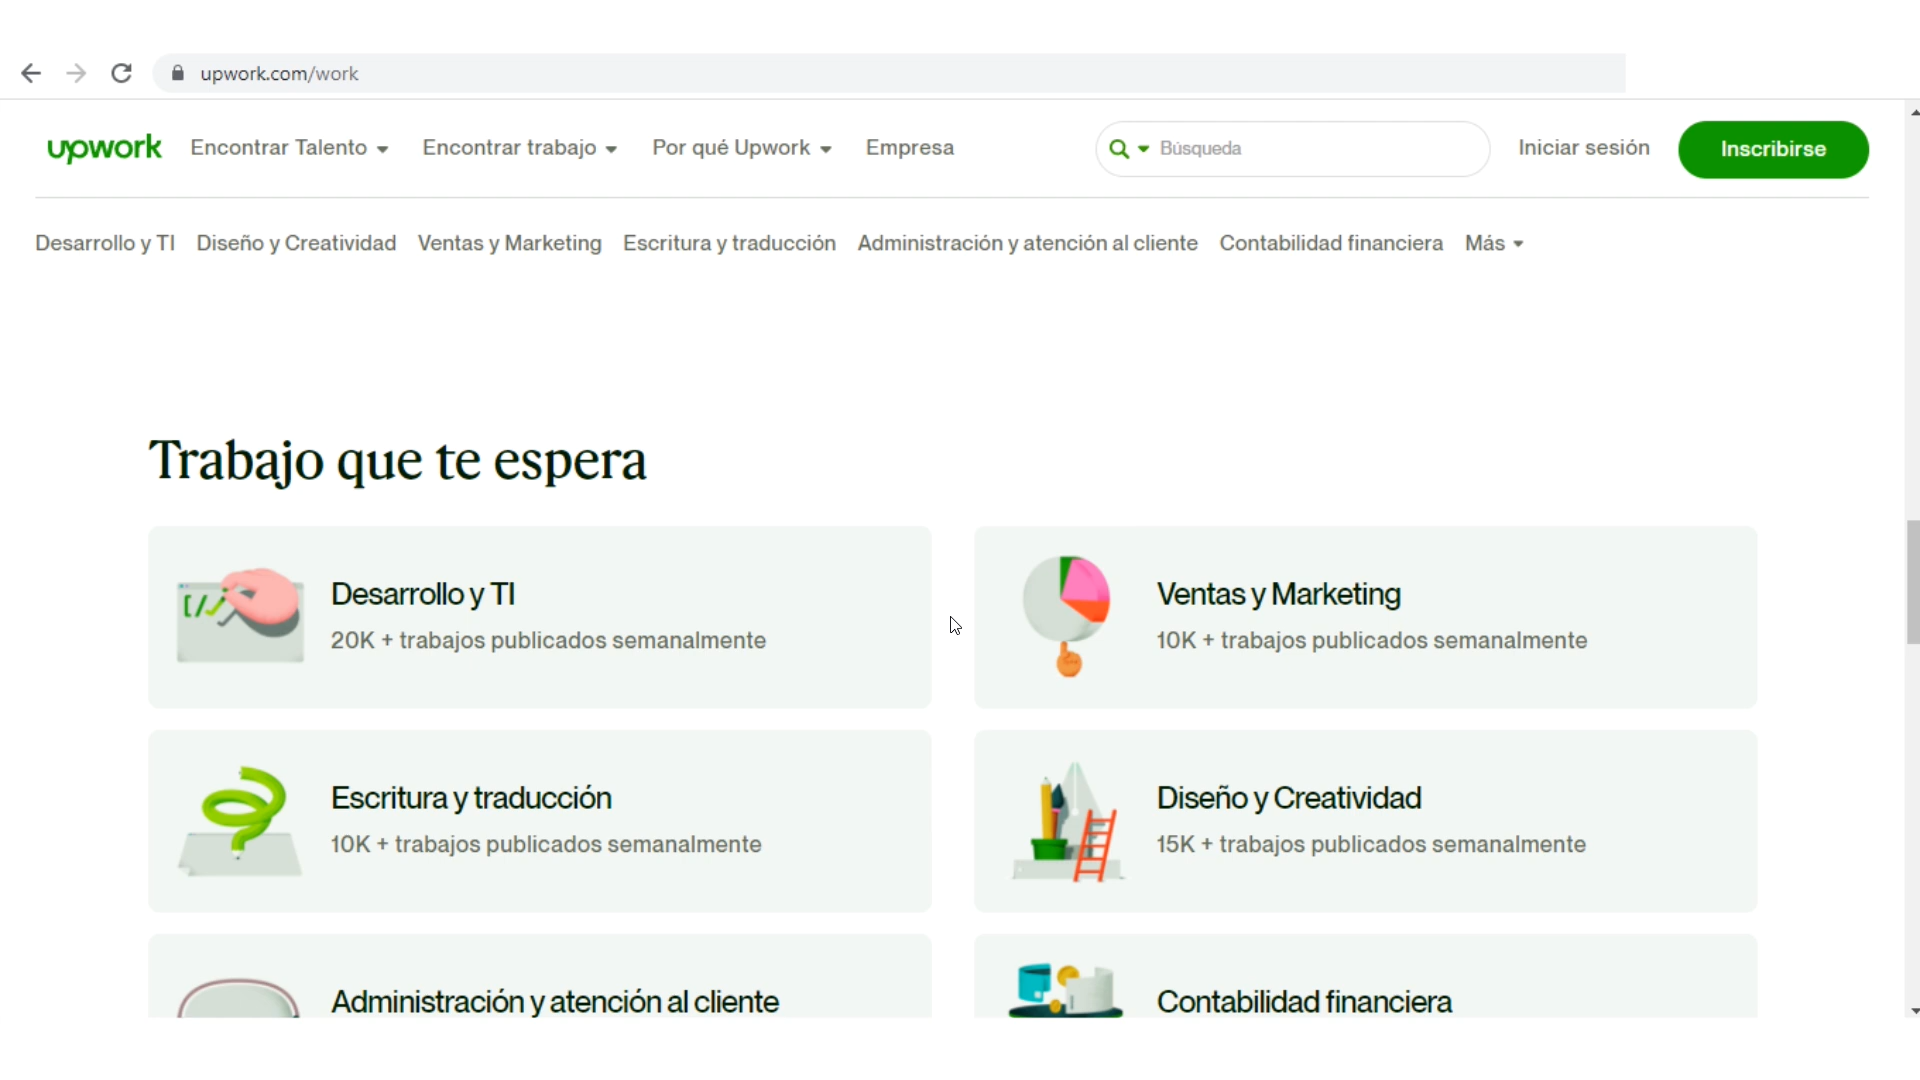 upwork.com/work
upwork Encontrar Talento Encontrar trabajo Por qué Upwork Empresa Búsqueda Iniciar sesión Inscribirse
Desarrollo y TI Diseño y Creatividad Ventas y Marketing Escritura y traducción Administración y atención al cliente Contabilidad financiera Más
Trabajo que te espera
[/
Desarrollo y TI
20K + trabajos publicados semanalmente
Ventas y Marketing
10K + trabajos publicados semanalmente
Escritura y traducción
10K + trabajos publicados semanalmente
Diseño y Creatividad
15K + trabajos publicados semanalmente
Administración y atención al cliente
Contabilidad financiera